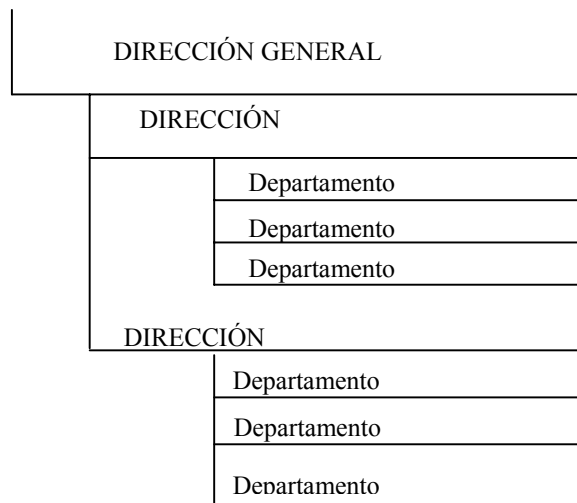 DIRECCIÓN GENERAL
DIRECCIÓN
Departamento
Departamento
Departamento
DIRECCIÓN
Departamento
Departamento
Departamento